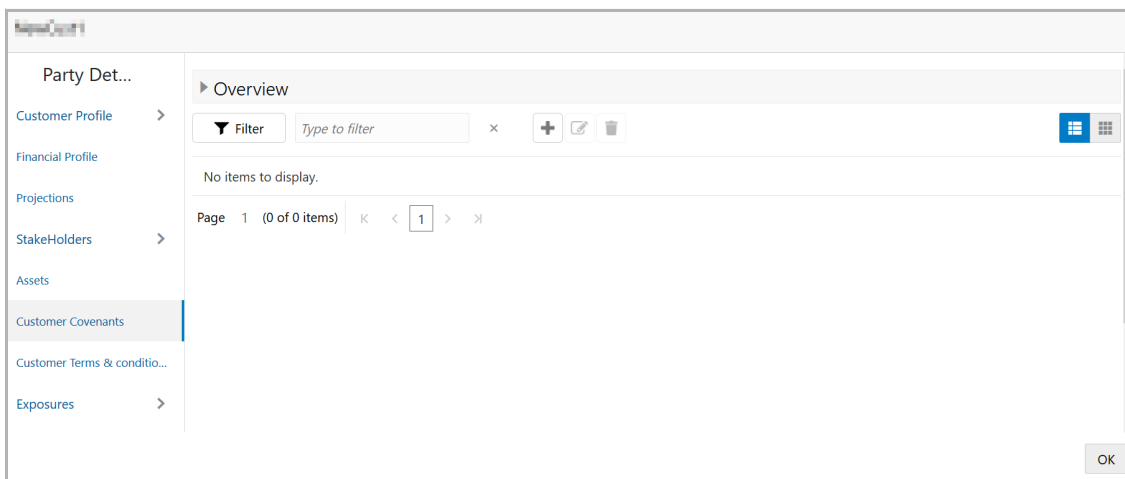 Party Det...
Customer Profile
Financial Profile
Projections
StakeHolders
Assets
Customer Covenants
Customer Terms & conditio...
Exposures
Overview
Filter Type to filter
No items to display.
Page 1 (0 of 0 items) 1
OK